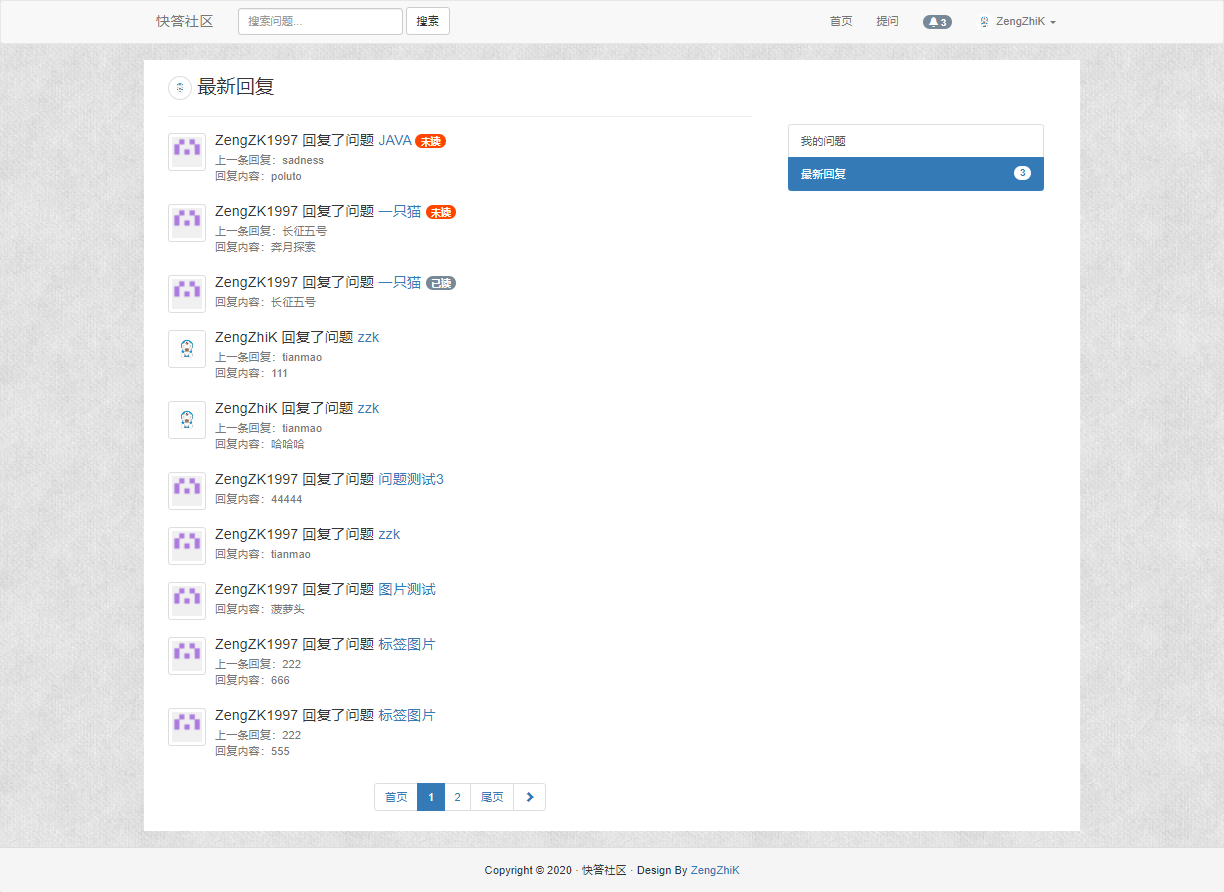 快答社区 搜索问题... 搜索 首页 提问 3 ZengZhiK
最新回复
ZengZK1997 回复了问题 JAVA 未读
上一条回复：sadness
回复内容：poluto
ZengZK1997 回复了问题 一只猫 未读
上一条回复：长征五号
回复内容：奔月探索
ZengZK1997 回复了问题 一只猫 已读
回复内容：长征五号
ZengZhiK 回复了问题 zzk
上一条回复：tianmao
回复内容：111
ZengZhiK 回复了问题 zzk
上一条回复：tianmao
回复内容：哈哈哈
ZengZK1997 回复了问题 问题测试3
回复内容：44444
ZengZK1997 回复了问题 zzk
回复内容：tianmao
ZengZK1997 回复了问题 图片测试
回复内容：菠萝头
ZengZK1997 回复了问题 标签图片
上一条回复：222
回复内容：666
ZengZK1997 回复了问题 标签图片
上一条回复：222
回复内容：555
首页 1 2 尾页
我的问题
最新回复 3
Copyright © 2020 · 快答社区 · Design By ZengZhiK